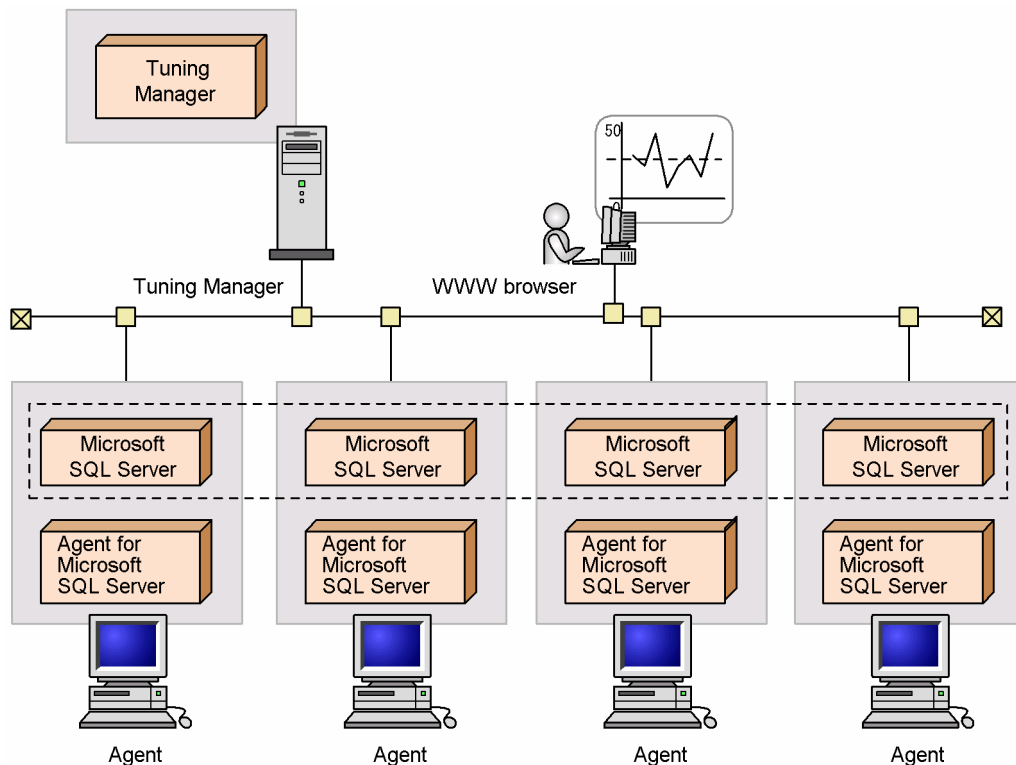 Tuning
Manager
50
Tuning Manager
WWW browser
Microsoft
SQL Server
Microsoft
SQL Server
Microsoft
SQL Server
Microsoft
SQL Server
Agent for
Microsoft
SQL Server
Agent for
Microsoft
SQL Server
Agent for
Microsoft
SQL Server
Agent for
Microsoft
SQL Server
Agent
Agent
Agent
Agent